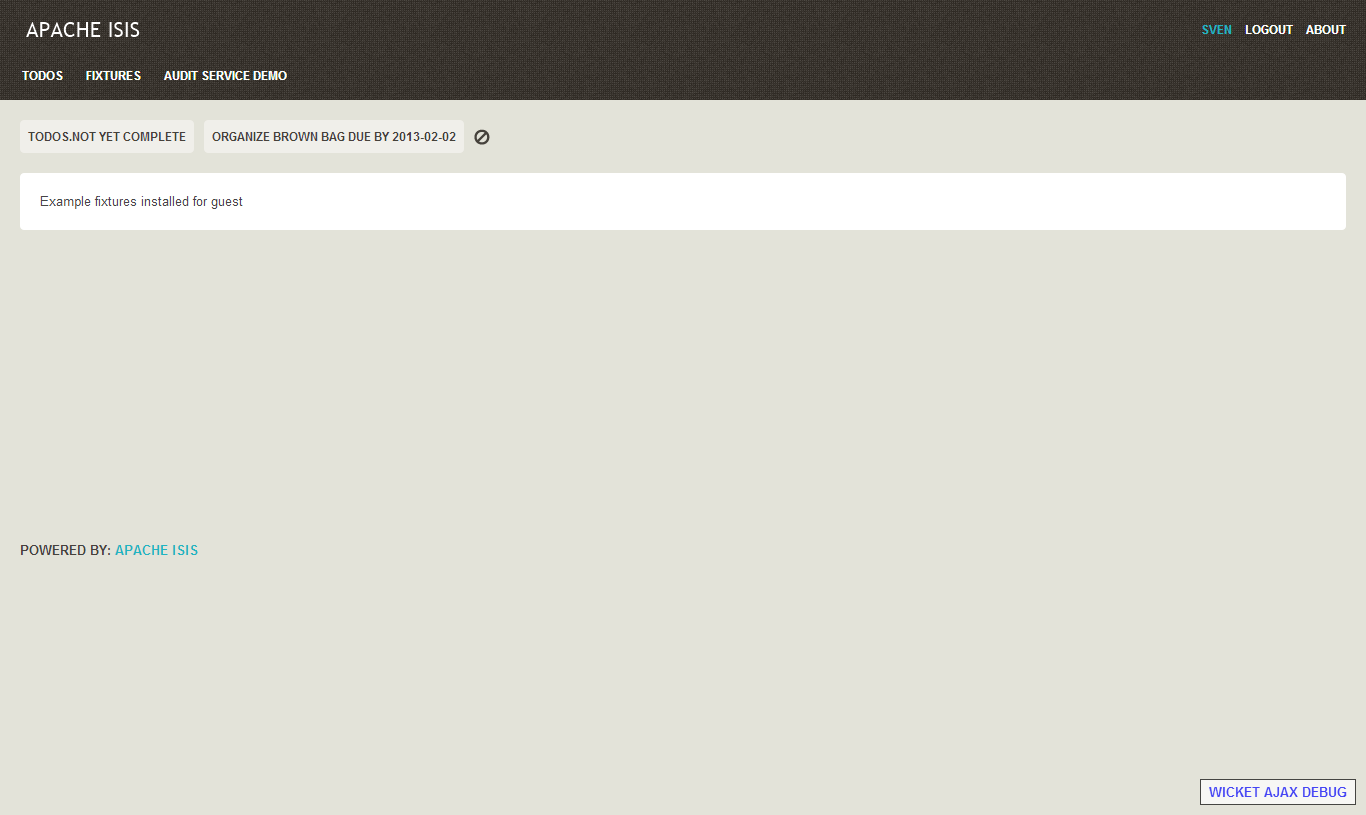 APACHE ISIS
SVEN LOGOUT ABOUT
TODOS FIXTURES AUDIT SERVICE DEMO
TODOS.NOT YET COMPLETE ORGANIZE BROWN BAG DUE BY 2013-02-02
Example fixtures installed for guest
POWERED BY: APACHE ISIS
WICKET AJAX DEBUG